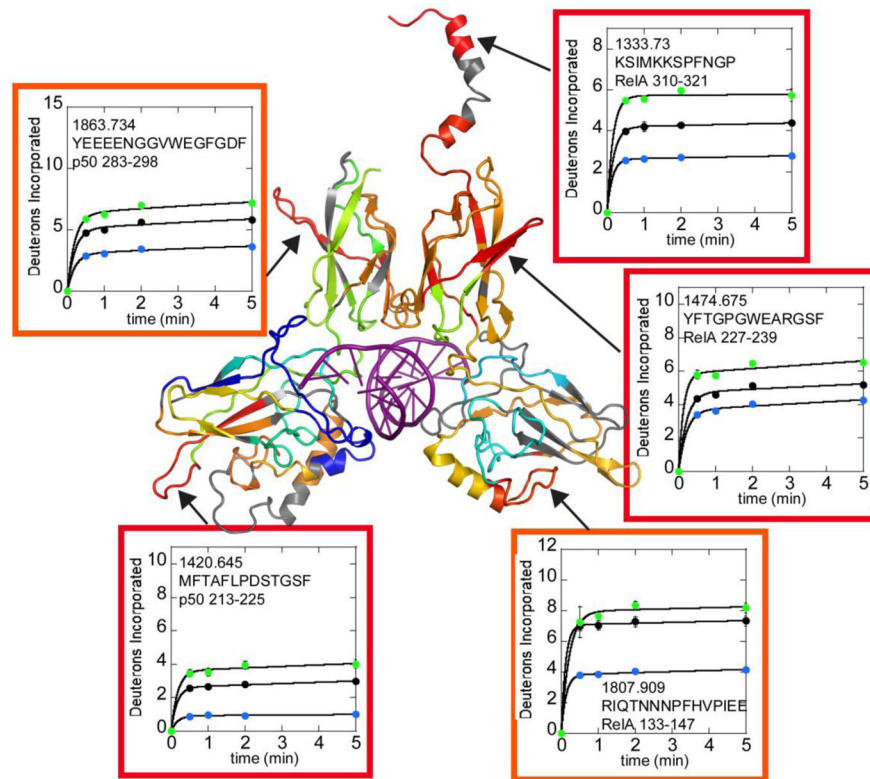 1333.73
KSIMKKSPFNGP
RelA 310-321
Deuterons Incorporated
8
6
4
2
0
0 1 2 3 4 5
time (min)
1863.734
YEEEENGGVWEGFGDF
p50 283-298
Deuterons Incorporated
15
10
5
0
0 1 2 3 4 5
time (min)
1474.675
YFTGPGWEARGSF
RelA 227-239
Deuterons Incorporated
10
8
6
4
2
0
0 1 2 3 4 5
time (min)
1420.645
MFTAFLPDSTGSF
p50 213-225
Deuterons Incorporated
10
8
6
4
2
0
0 1 2 3 4 5
time (min)
1807.909
RIQTNNNPFHVPIEE
RelA 133-147
Deuterons Incorporated
12
10
8
6
4
2
0
0 1 2 3 4 5
time (min)